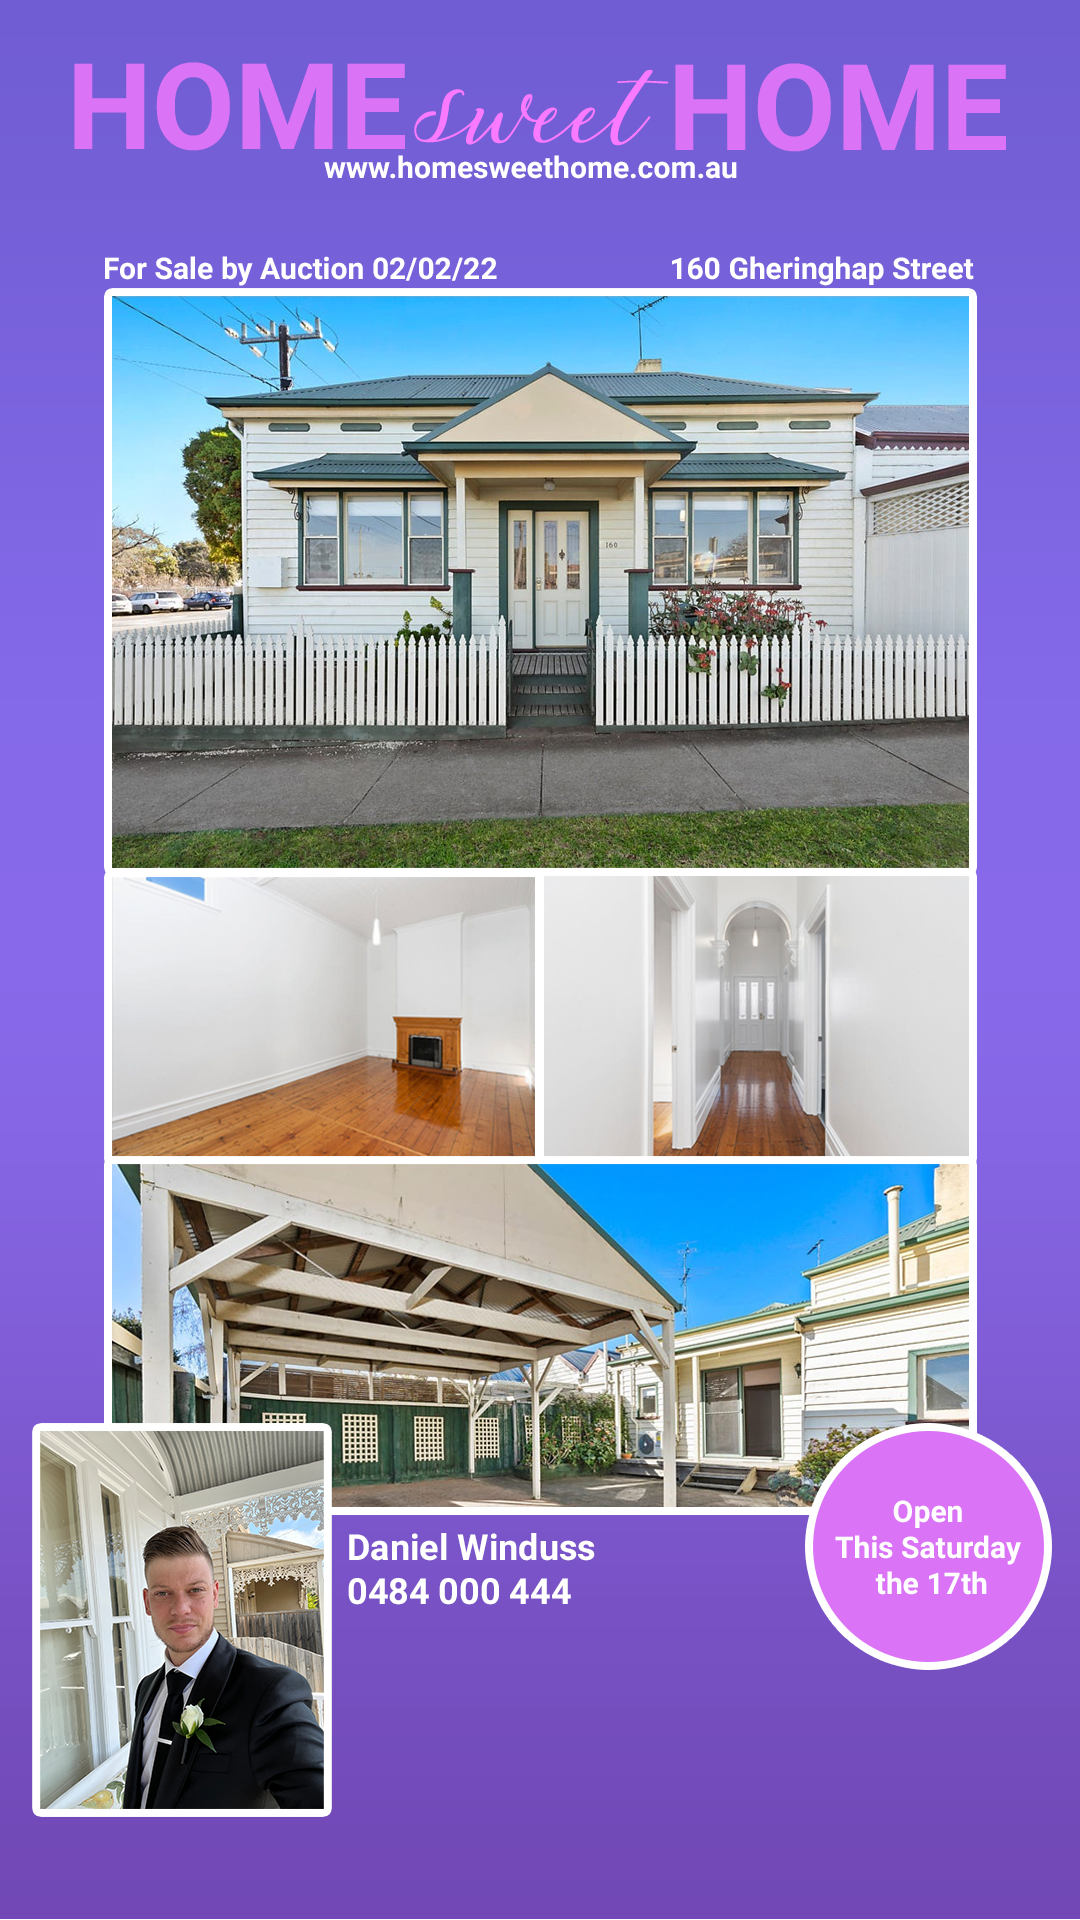 HOME sweet HOME
www.homesweethome.com.au
For Sale by Auction 02/02/22
160 Gheringhap Street
160
Daniel Winduss
0484 000 444
Open
This Saturday
the 17th